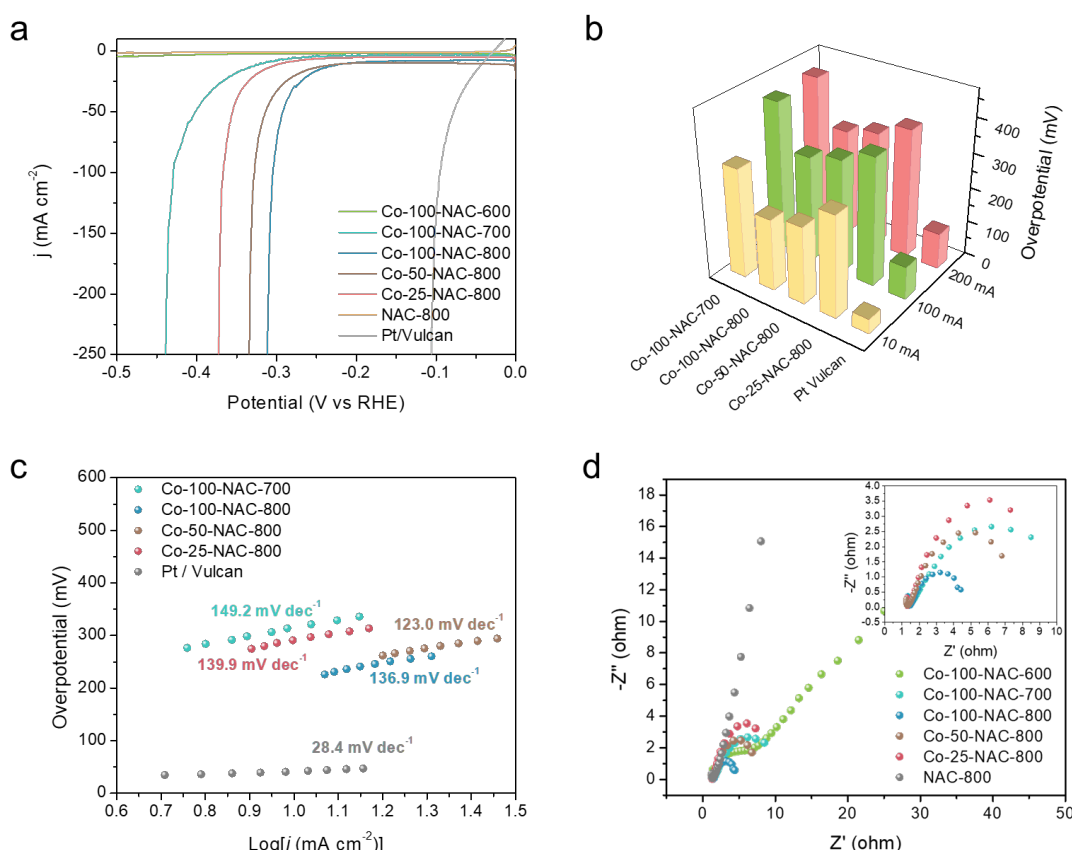 a
0
-50
-100
-150
-200
-250
j (mA cm-2)
-0.5
-0.4
-0.3
-0.2
-0.1
0.0
Potential (V vs RHE)
Co-100-NAC-600
Co-100-NAC-700
Co-100-NAC-800
Co-50-NAC-800
Co-25-NAC-800
NAC-800
Pt/Vulcan
b
400
300
200
100
0
Overpotential (mV)
200 mA
100 mA
10 mA
Co-100-NAC-700
Co-100-NAC-800
Co-50-NAC-800
Co-25-NAC-800
Pt Vulcan
c
600
500
400
300
200
100
0
Overpotential (mV)
Co-100-NAC-700
Co-100-NAC-800
Co-50-NAC-800
Co-25-NAC-800
Pt / Vulcan
149.2 mV dec-1
123.0 mV dec-1
139.9 mV dec-1
136.9 mV dec-1
28.4 mV dec-1
0.6
0.7
0.8
0.9
1.0
1.1
1.2
1.3
1.4
1.5
Log[j (mA cm-2)]
d
18
16
14
12
10
8
6
4
2
0
-Z'' (ohm)
4.0
3.5
3.0
2.5
2.0
1.5
1.0
0.5
0.0
-Z'' (ohm)
0 1 2 3 4 5 6 7 8 9 10
Z' (ohm)
Co-100-NAC-600
Co-100-NAC-700
Co-100-NAC-800
Co-50-NAC-800
Co-25-NAC-800
NAC-800
0
10
20
30
40
50
Z' (ohm)